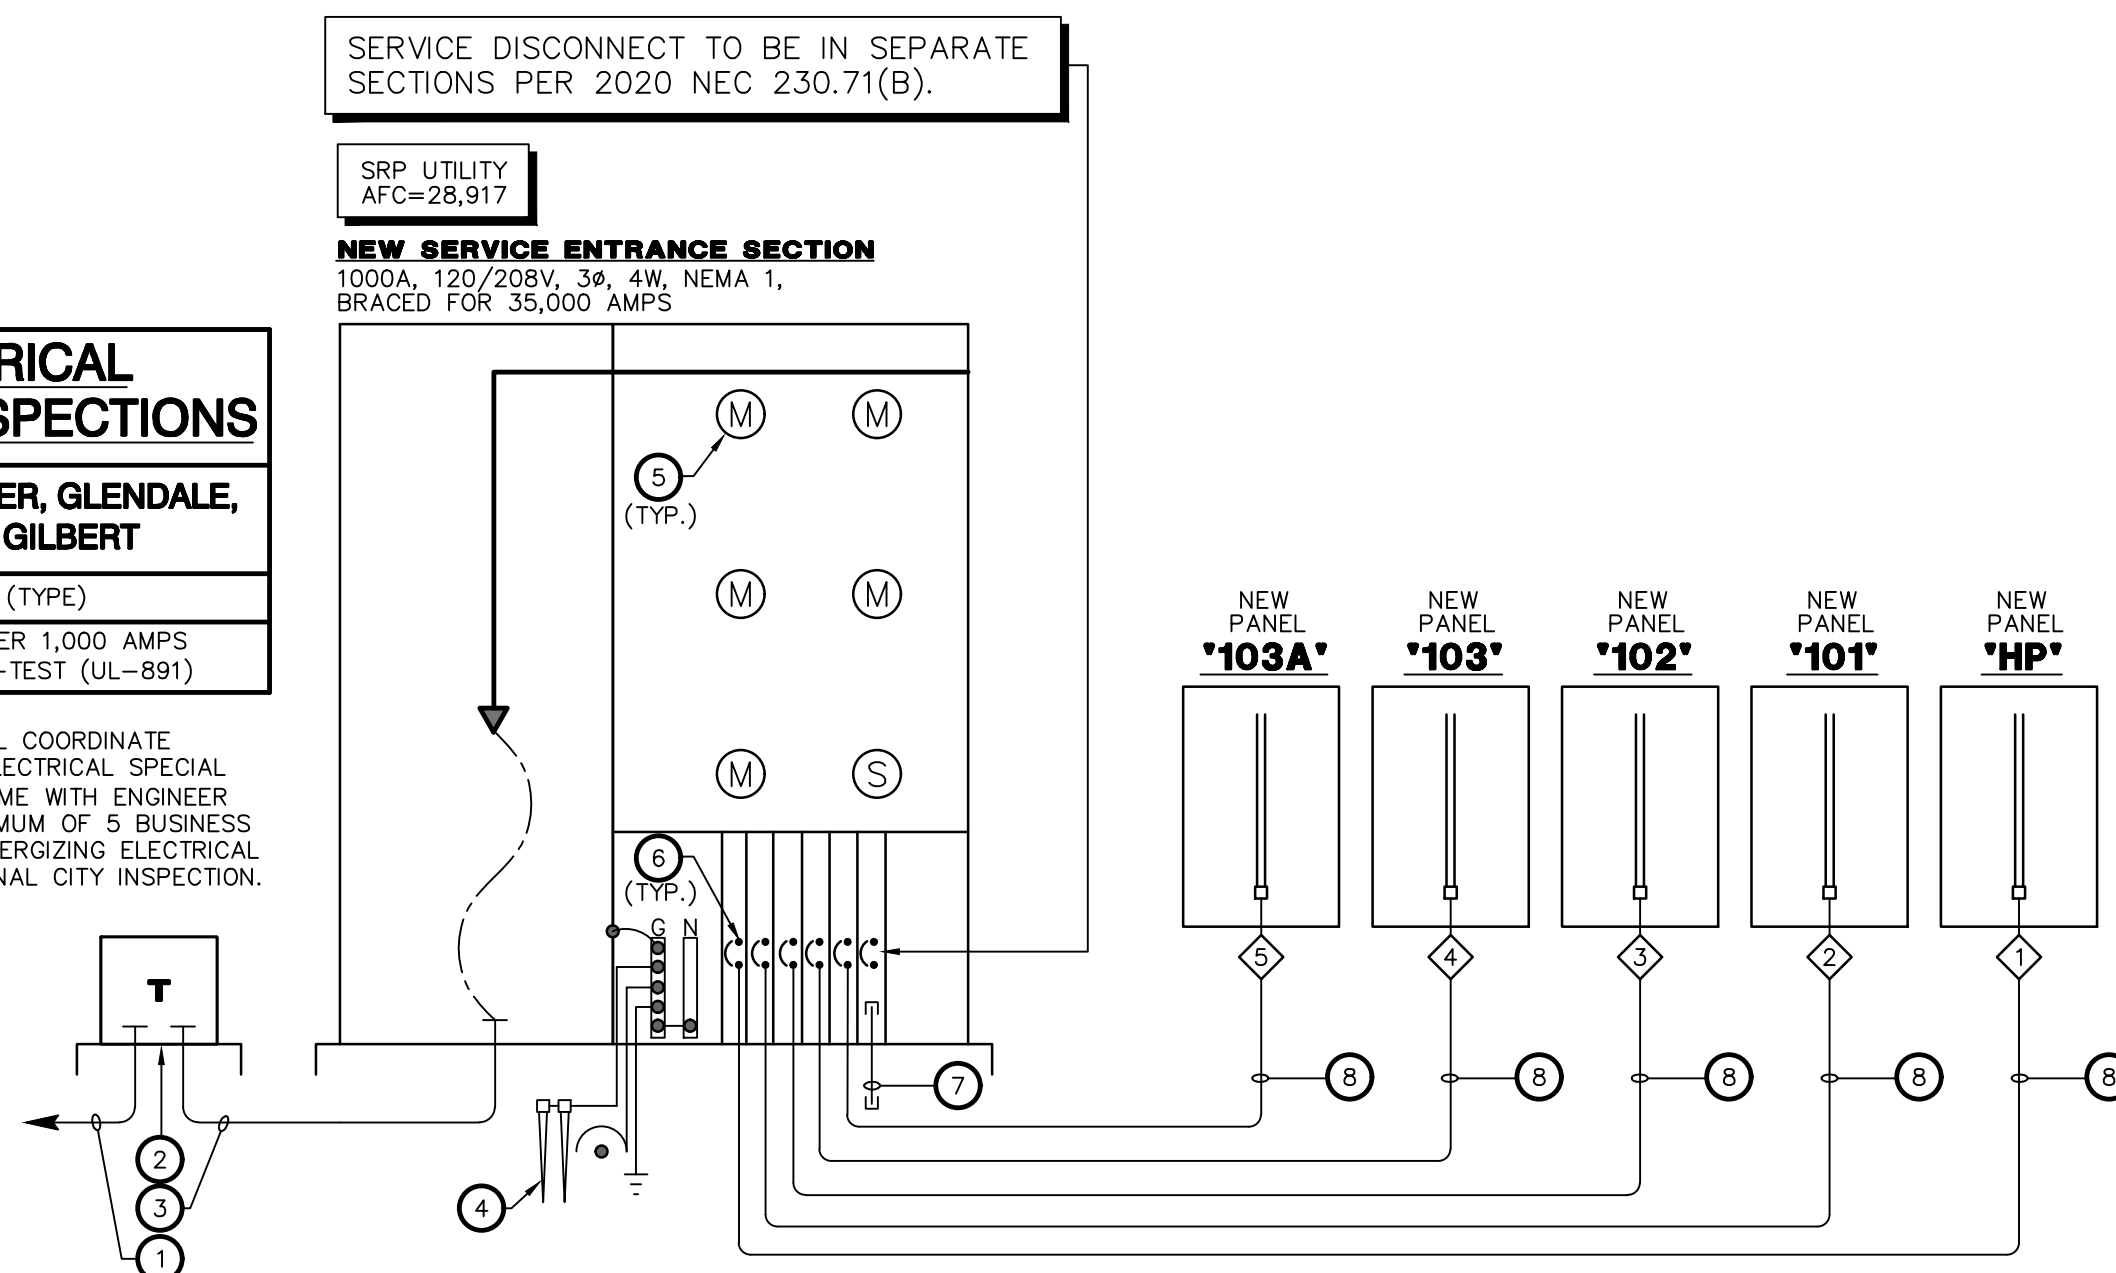 SERVICE DISCONNECT TO BE IN SEPARATE
SECTIONS PER 2020 NEC 230.71(B).
SRP UTILITY
AFC=28,917
NEW SERVICE ENTRANCE SECTION
1000A, 120/208V, 3ø, 4W, NEMA 1,
BRACED FOR 35,000 AMPS
RICAL
SPECTIONS
ER, GLENDALE,
GILBERT
(TYPE)
ER 1,000 AMPS
-TEST (UL-891)
L COORDINATE
LECTRICAL SPECIAL
ME WITH ENGINEER
MUM OF 5 BUSINESS
ERGIZING ELECTRICAL
NAL CITY INSPECTION.
M M
5
(TYP.)
M M
M S
6
(TYP.)
G N
T
2
3
1
4
7
NEW
PANEL
"103A"
5
8
NEW
PANEL
"103"
4
8
NEW
PANEL
"102"
3
8
NEW
PANEL
"101"
2
8
NEW
PANEL
"HP"
1
8